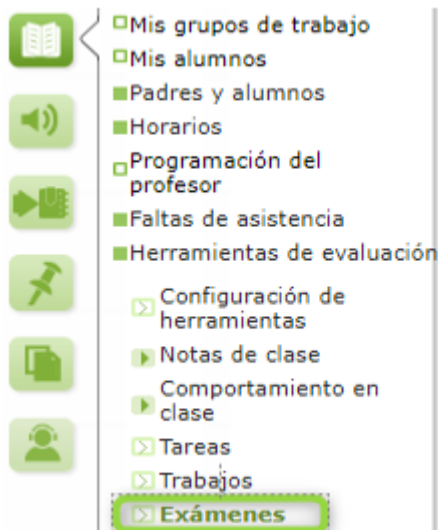 Mis grupos de trabajo
Mis alumnos
Padres y alumnos
Horarios
Programación del
profesor
Faltas de asistencia
Herramientas de evaluación
Configuración de
herramientas
Notas de clase
Comportamiento en
clase
Tareas
Trabajos
Exámenes